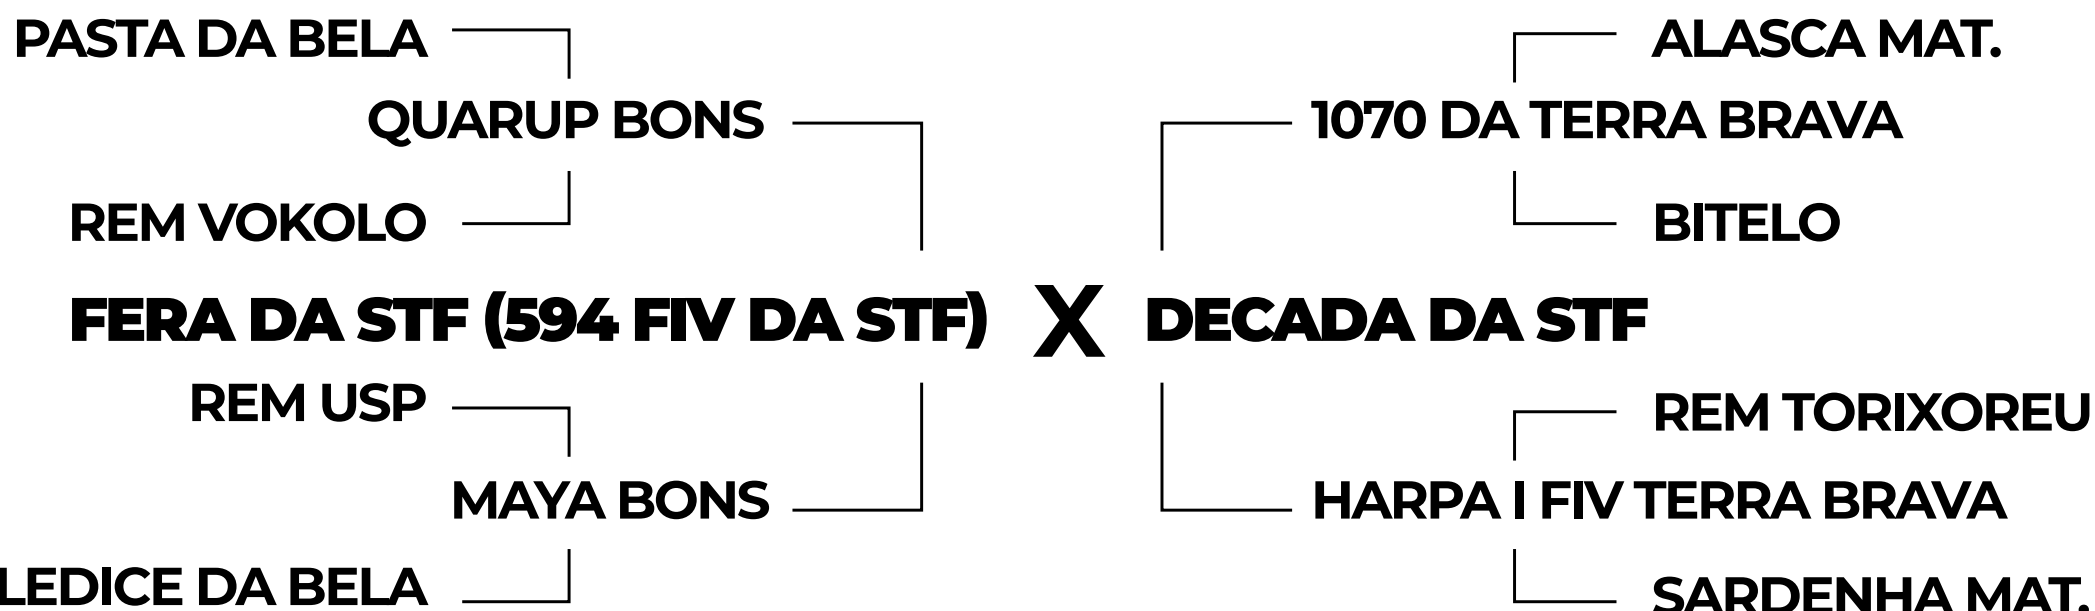 PASTA DA BELA
ALASCA MAT.
QUARUP BONS
1070 DA TERRA BRAVA
REM VOKOLO
BITELO
FERA DA STF (594 FIV DA STF) X DECADA DA STF
REM USP
REM TORIXOREU
MAYA BONS
HARPA I FIV TERRA BRAVA
LEDICE DA BELA
SARDENHA MAT.